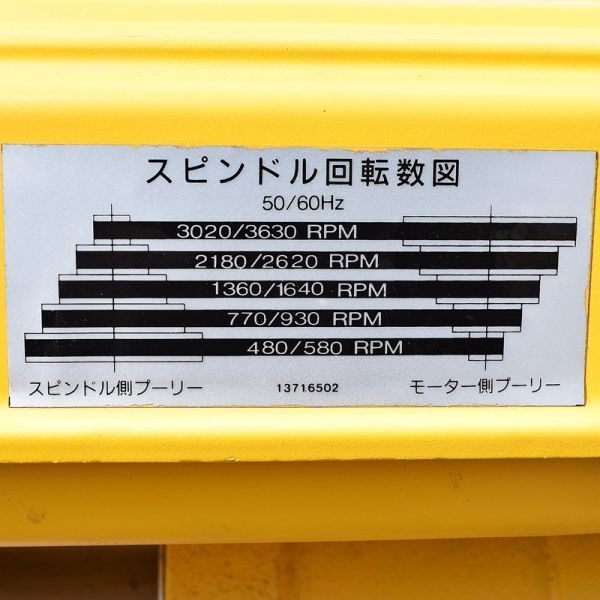 スピンドル回転数図
50/60Hz
3020/3630 RPM
2180/2620 RPM
1360/1640 RPM
770/930 RPM
480/580 RPM
スピンドル側プーリー 13716502 モーター側プーリー